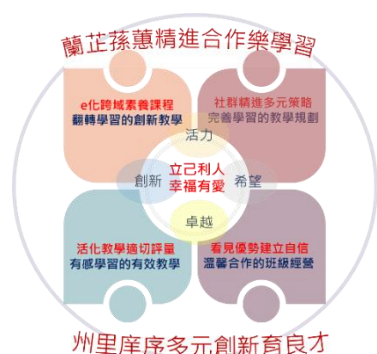 蘭芷蓀蕙精進合作樂學習
e化跨域素養課程
翻轉學習的創新教學
社群精進多元策略
完善學習的教學規劃
活力
創新
立己利人
幸福有愛
希望
卓越
活化教學適切評量
有感學習的有效教學
看見優勢建立自信
溫馨合作的班級經營
州里庠序多元創新育良才